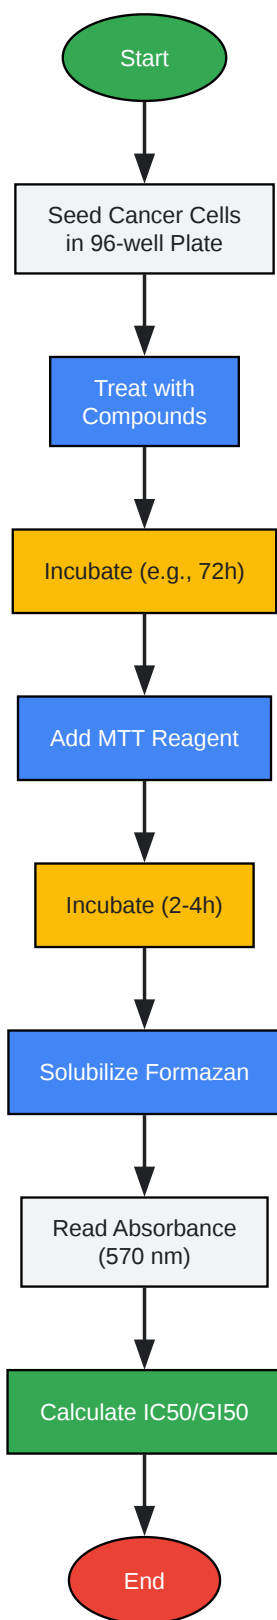 Start
Seed Cancer Cells
in 96-well Plate
Treat with
Compounds
Incubate (e.g., 72h)
Add MTT Reagent
Incubate (2-4h)
Solubilize Formazan
Read Absorbance
(570 nm)
Calculate IC50/GI50
End